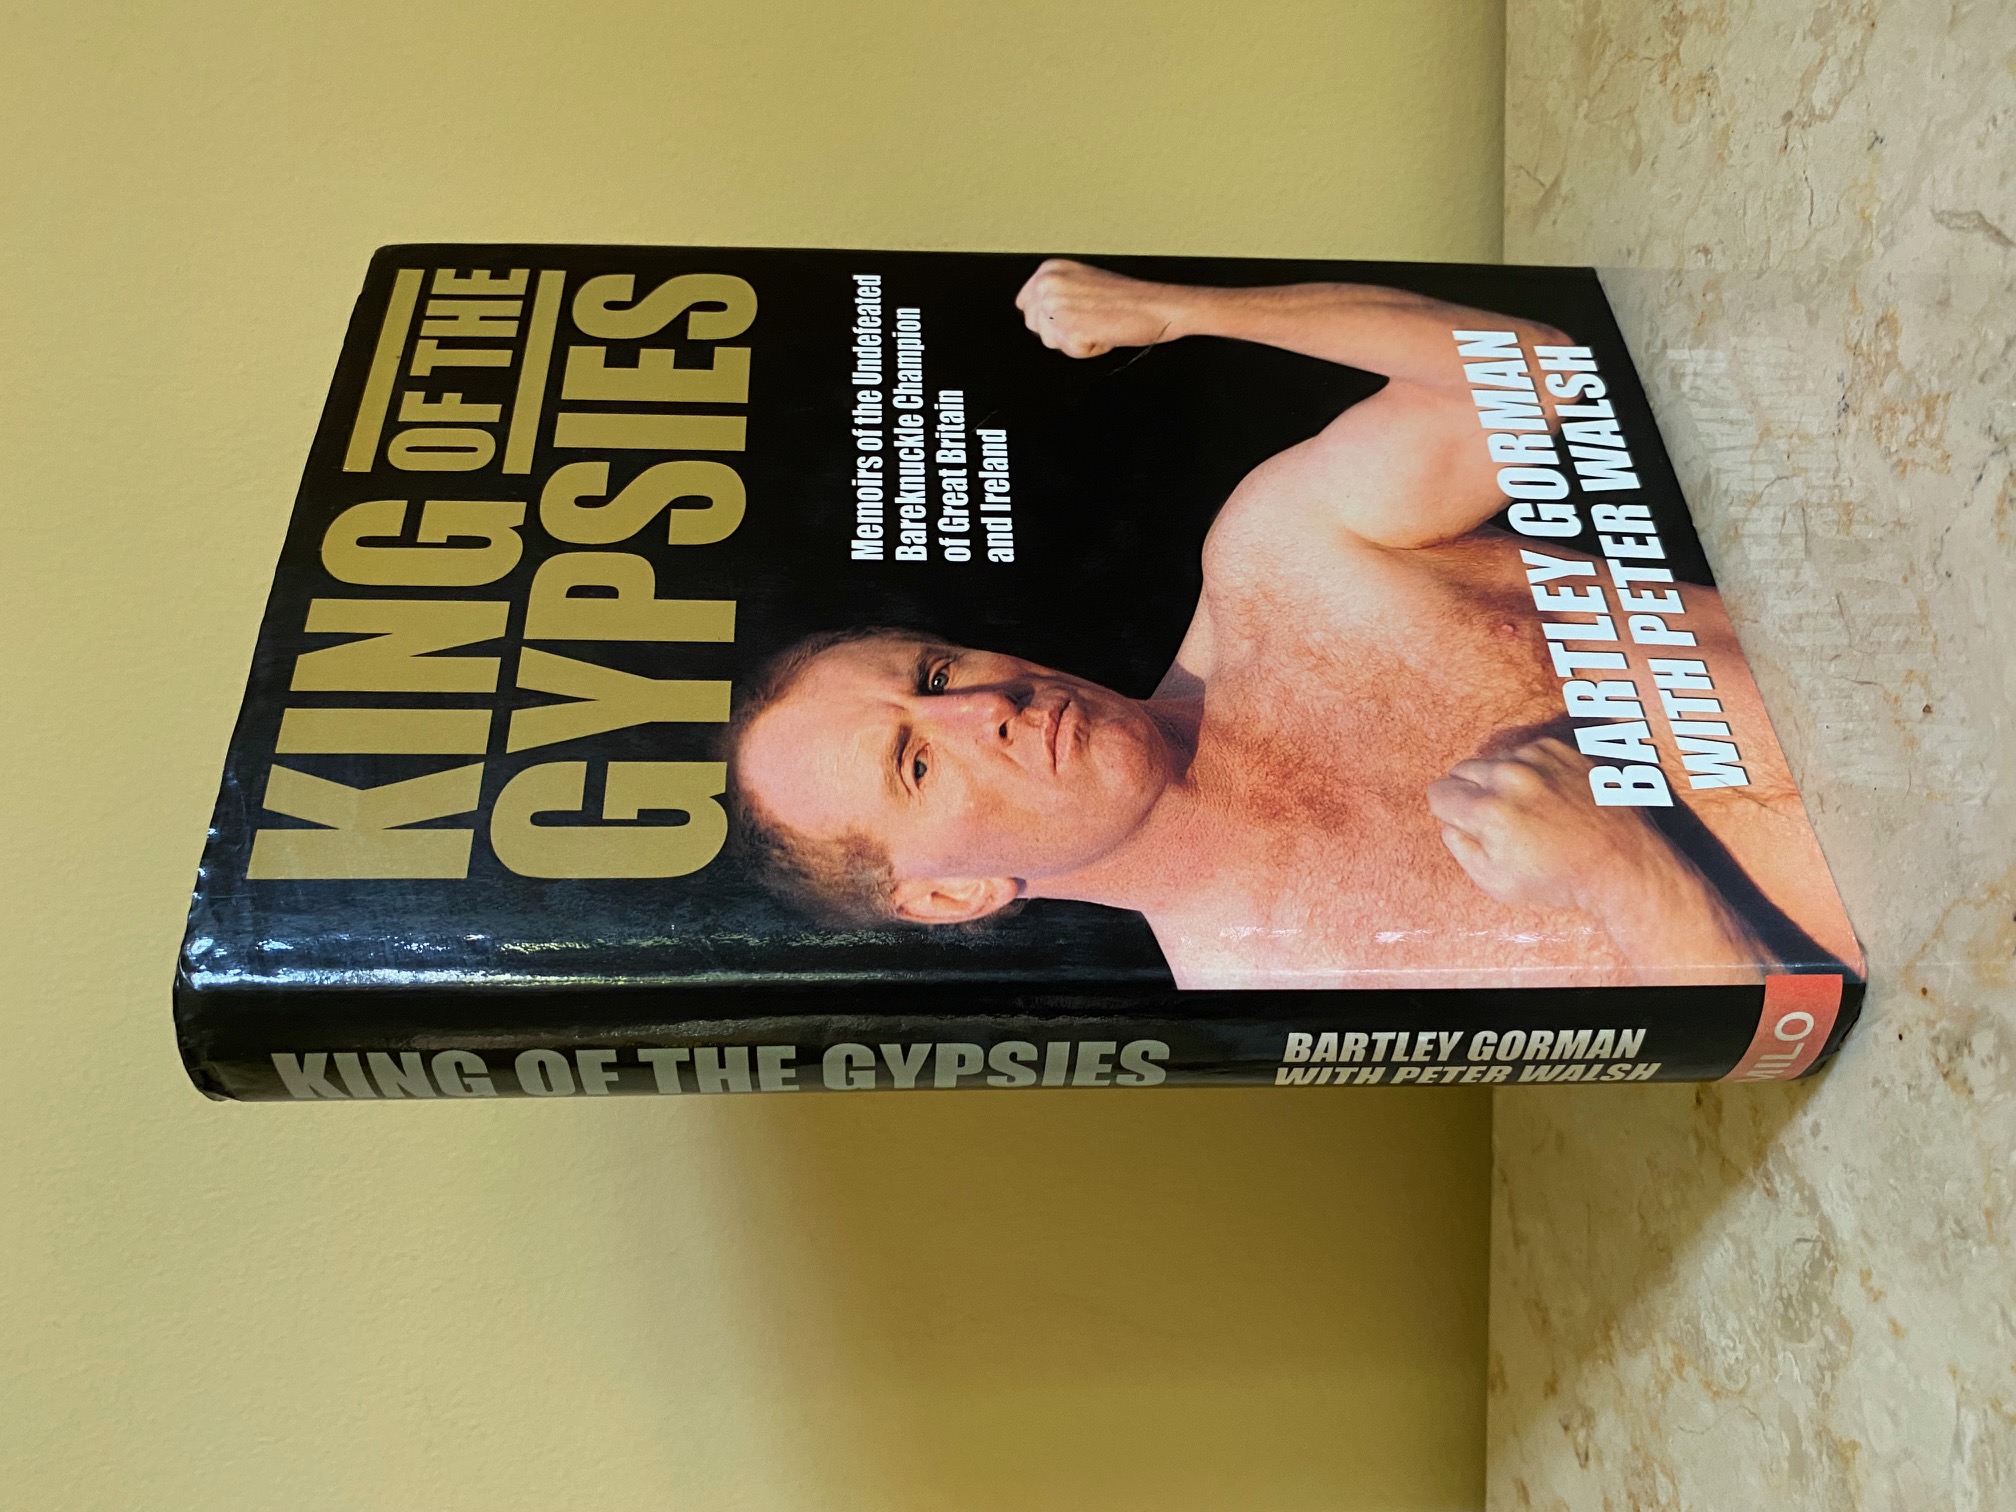 KING OF THE
GYPSIES
Memoirs of the Undefeated
Bareknuckle Champion
of Great Britain
and Ireland
BARTLEY GORMAN
WITH PETER WALSH
KING OF THE GYPSIES
BARTLEY GORMAN
WITH PETER WALSH
MILO